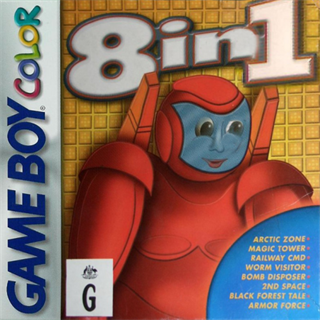 GAME BOY COLOR
8in1
ARCTIC ZONE
MAGIC TOWER
RAILWAY CMD
WORM VISITOR
BOMB DISPOSER
2ND SPACE
BLACK FOREST TALE
ARMOR FORCE
G